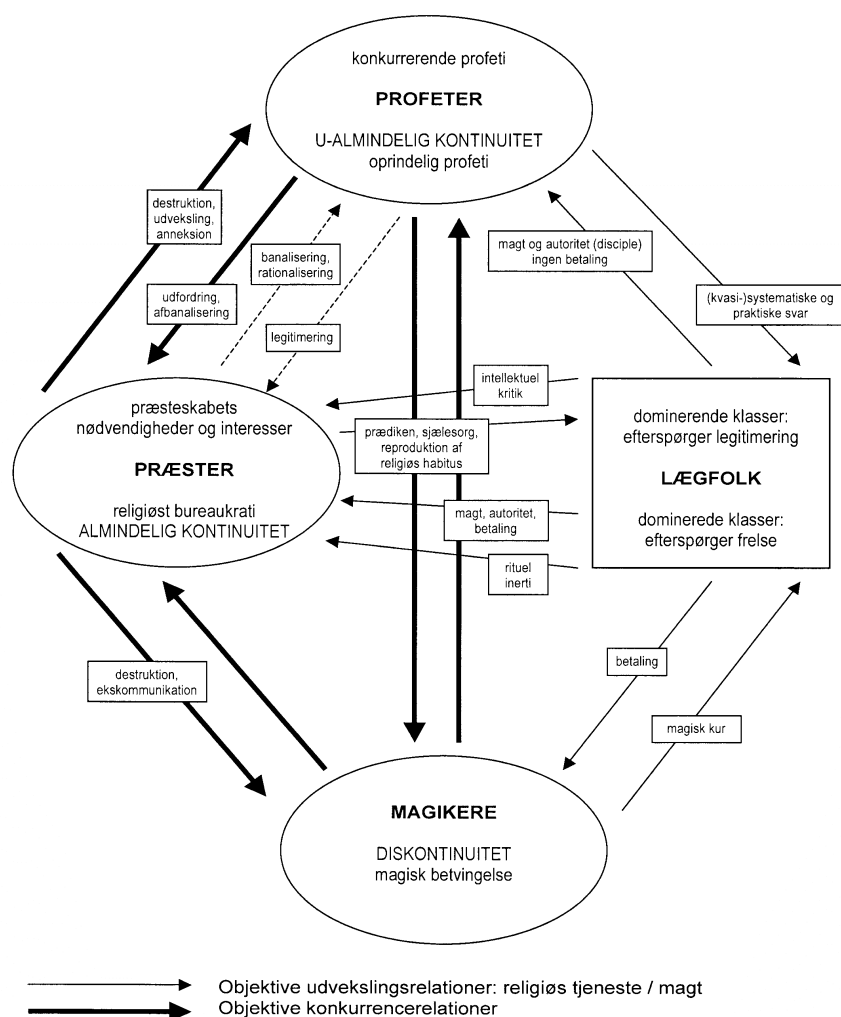 konkurrerende profeti
PROFETER
U-ALMINDELIG KONTINUITET
oprindelig profeti
destruktion,
udveksling,
anneksion
banalisering,
rationalisering
magt og autoritet (disciple)
ingen betaling
udfordring,
afbanalisering
(kvasi-)systematiske og
praktiske svar
legitimering
intellektuel
kritik
præsteskabets
nødvendigheder og interesser
PRÆSTER
religiøst bureaukrati
ALMINDELIG KONTINUITET
prædiken, sjælesorg,
reproduktion af
religiøs habitus
dominerende klasser:
efterspørger legitimering
LÆGFOLK
dominerede klasser:
efterspørger frelse
magt, autoritet,
betaling
rituel
inerti
destruktion,
ekskommunikation
betaling
magisk kur
MAGIKERE
DISKONTINUITET
magisk betvingelse
Objektive udvekslingsrelationer: religiøs tjeneste / magt
Objektive konkurrencerelationer